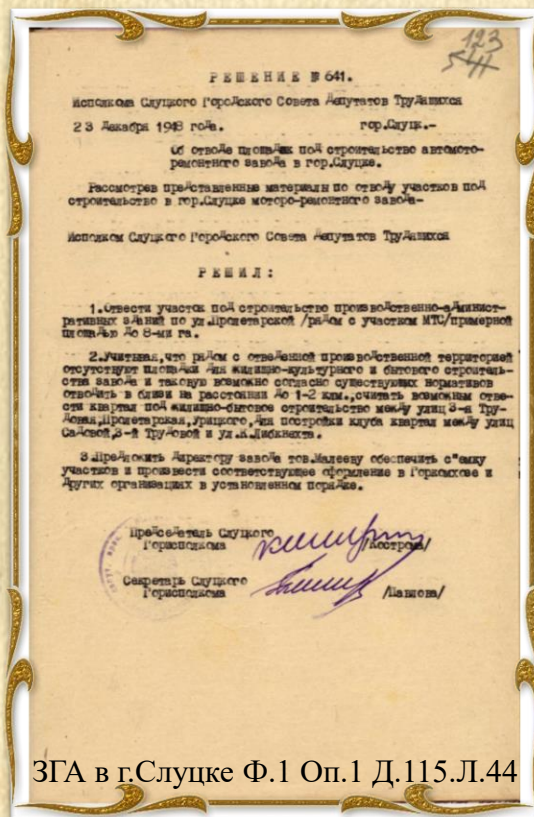 123
РЕШЕНИЕ № 641.
Исполкома Слуцкого Городского Совета Депутатов Трудящихся
23 декабря 1948 года. гор.Слуцк.-
Об отводе площадок под строительство автомото-
ремонтного завода в гор.Слуцке.
Рассмотрев представленные материалы по отводу участков под
строительство в гор.Слуцке моторо-ремонтного завода-
Исполком Слуцкого Городского Совета Депутатов Трудящихся
РЕШИЛ:
1.Отвести участок под строительство производственно-админист-
ративных зданий по ул.Пролетарской /рядом с участком МТС/примерной
площадью до 8-ми га.
2.Учитывая,что рядом с отведенной производственной территорией
отсутствуют площадки для жилищно-культурного и бытового строитель-
ства завода и таковую возможно согласно существующих нормативов
отводить в близи на расстоянии до 1-2 клм.,считать возможным отве-
сти квартал под жилищно-бытовое строительство между улиц 3-я Тру-
довая,Пролетарская,Урицкого,для постройки клуба квартал между улиц
Садовой,3-й Трудовой и ул.К.Либкнехта.
3.Предложить директору завода тов.Малееву обеспечить с"емку
участков и произвести соответствующее оформление в Горкомхозе и
других организациях в установленном порядке.
Председатель Слуцкого
Горисполкома /Кострома/
Секретарь Слуцкого
Горисполкома /Павлова/
ЗГА в г.Слуцке Ф.1 Оп.1 Д.115.Л.44